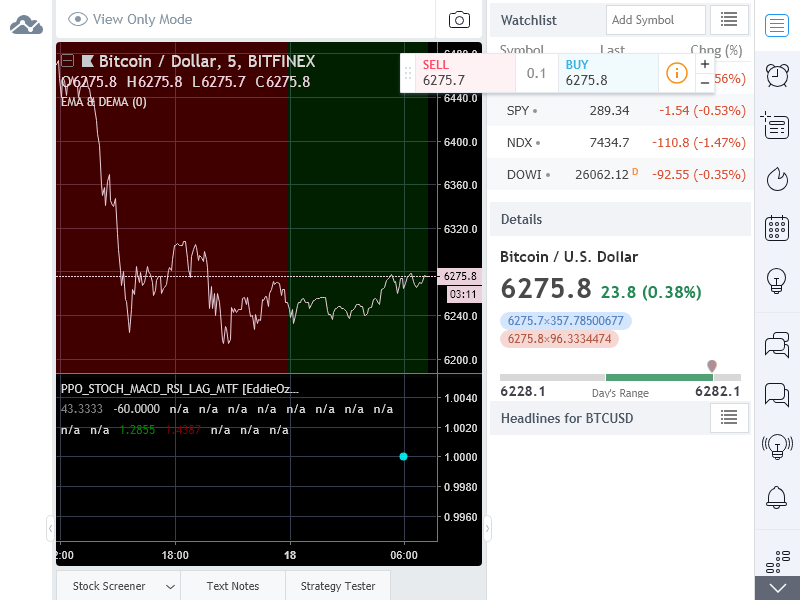 View Only Mode
Bitcoin / Dollar, 5, BITFINEX
O6275.8 H6275.8 L6275.7 C6275.8
EMA & DEMA (0)
SELL
6275.7
0.1
BUY
6275.8
+
−
6440.0
6400.0
6360.0
6320.0
6275.8
03:11
6240.0
6200.0
PPO_STOCH_MACD_RSI_LAG_MTF [EddieOz...
43.3333 -60.0000 n/a n/a n/a n/a n/a n/a n/a n/a
n/a n/a 1.2855 1.4387 n/a n/a n/a
1.0040
1.0020
1.0000
0.9980
0.9960
2:00 18:00 18 06:00
Stock Screener
Text Notes
Strategy Tester
Watchlist
Add Symbol
Symbol Last Chng (%)
56%)
SPY 289.34 -1.54 (-0.53%)
NDX 7434.7 -110.8 (-1.47%)
DOWI 26062.12 D -92.55 (-0.35%)
Details
Bitcoin / U.S. Dollar
6275.8 23.8 (0.38%)
6275.7×357.78500677
6275.8×96.3334474
6228.1 Day's Range 6282.1
Headlines for BTCUSD